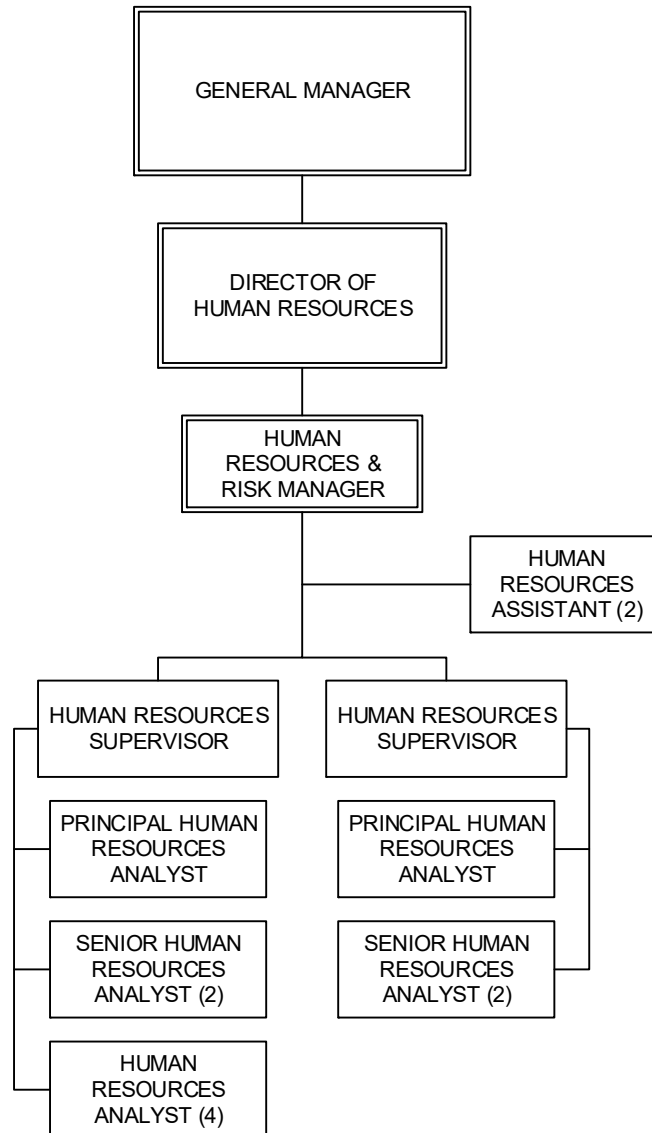 GENERAL MANAGER
DIRECTOR OF
HUMAN RESOURCES
HUMAN
RESOURCES &
RISK MANAGER
HUMAN
RESOURCES
ASSISTANT (2)
HUMAN RESOURCES
SUPERVISOR
PRINCIPAL HUMAN
RESOURCES
ANALYST
SENIOR HUMAN
RESOURCES
ANALYST (2)
HUMAN
RESOURCES
ANALYST (4)
HUMAN RESOURCES
SUPERVISOR
PRINCIPAL HUMAN
RESOURCES
ANALYST
SENIOR HUMAN
RESOURCES
ANALYST (2)